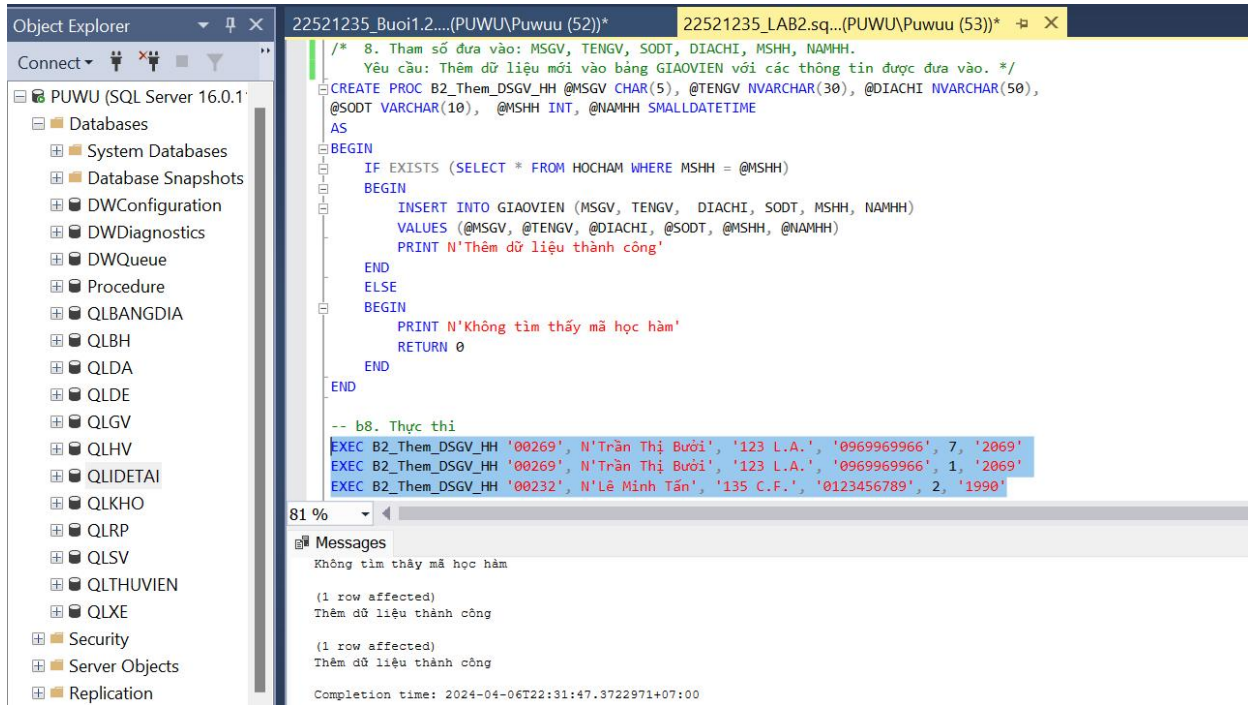 Object Explorer
Connect
PUWU (SQL Server 16.0.1
Databases
System Databases
Database Snapshots
DWConfiguration
DWDiagnostics
DWQueue
Procedure
QLBANGDIA
QLBH
QLDA
QLDE
QLGV
QLHV
QLIDETAI
QLKHO
QLRP
QLSV
QLTHUVIEN
QLXE
Security
Server Objects
Replication
22521235_Buoi1.2....(PUWU\Puwuu (52))*
22521235_LAB2.sq...(PUWU\Puwuu (53))*
/* 8. Tham số đưa vào: MSGV, TENGV, SODT, DIACHI, MSHH, NAMHH.
Yêu cầu: Thêm dữ liệu mới vào bảng GIAOVIEN với các thông tin được đưa vào. */
CREATE PROC B2_Them_DSGV_HH @MSGV CHAR(5), @TENGV NVARCHAR(30), @DIACHI NVARCHAR(50),
@SODT VARCHAR(10), @MSHH INT, @NAMHH SMALLDATETIME
AS
BEGIN
IF EXISTS (SELECT * FROM HOCHAM WHERE MSHH = @MSHH)
BEGIN
INSERT INTO GIAOVIEN (MSGV, TENGV, DIACHI, SODT, MSHH, NAMHH)
VALUES (@MSGV, @TENGV, @DIACHI, @SODT, @MSHH, @NAMHH)
PRINT N'Thêm dữ liệu thành công'
END
ELSE
BEGIN
PRINT N'Không tìm thấy mã học hàm'
RETURN 0
END
END
-- b8. Thực thi
EXEC B2_Them_DSGV_HH '00269', N'Trần Thị Bưởi', '123 L.A.', '0969969966', 7, '2069'
EXEC B2_Them_DSGV_HH '00269', N'Trần Thị Bưởi', '123 L.A.', '0969969966', 1, '2069'
EXEC B2_Them_DSGV_HH '00232', N'Lê Minh Tấn', '135 C.F.', '0123456789', 2, '1990'
81 %
Messages
Không tìm thấy mã học hàm
(1 row affected)
Thêm dữ liệu thành công
(1 row affected)
Thêm dữ liệu thành công
Completion time: 2024-04-06T22:31:47.3722971+07:00